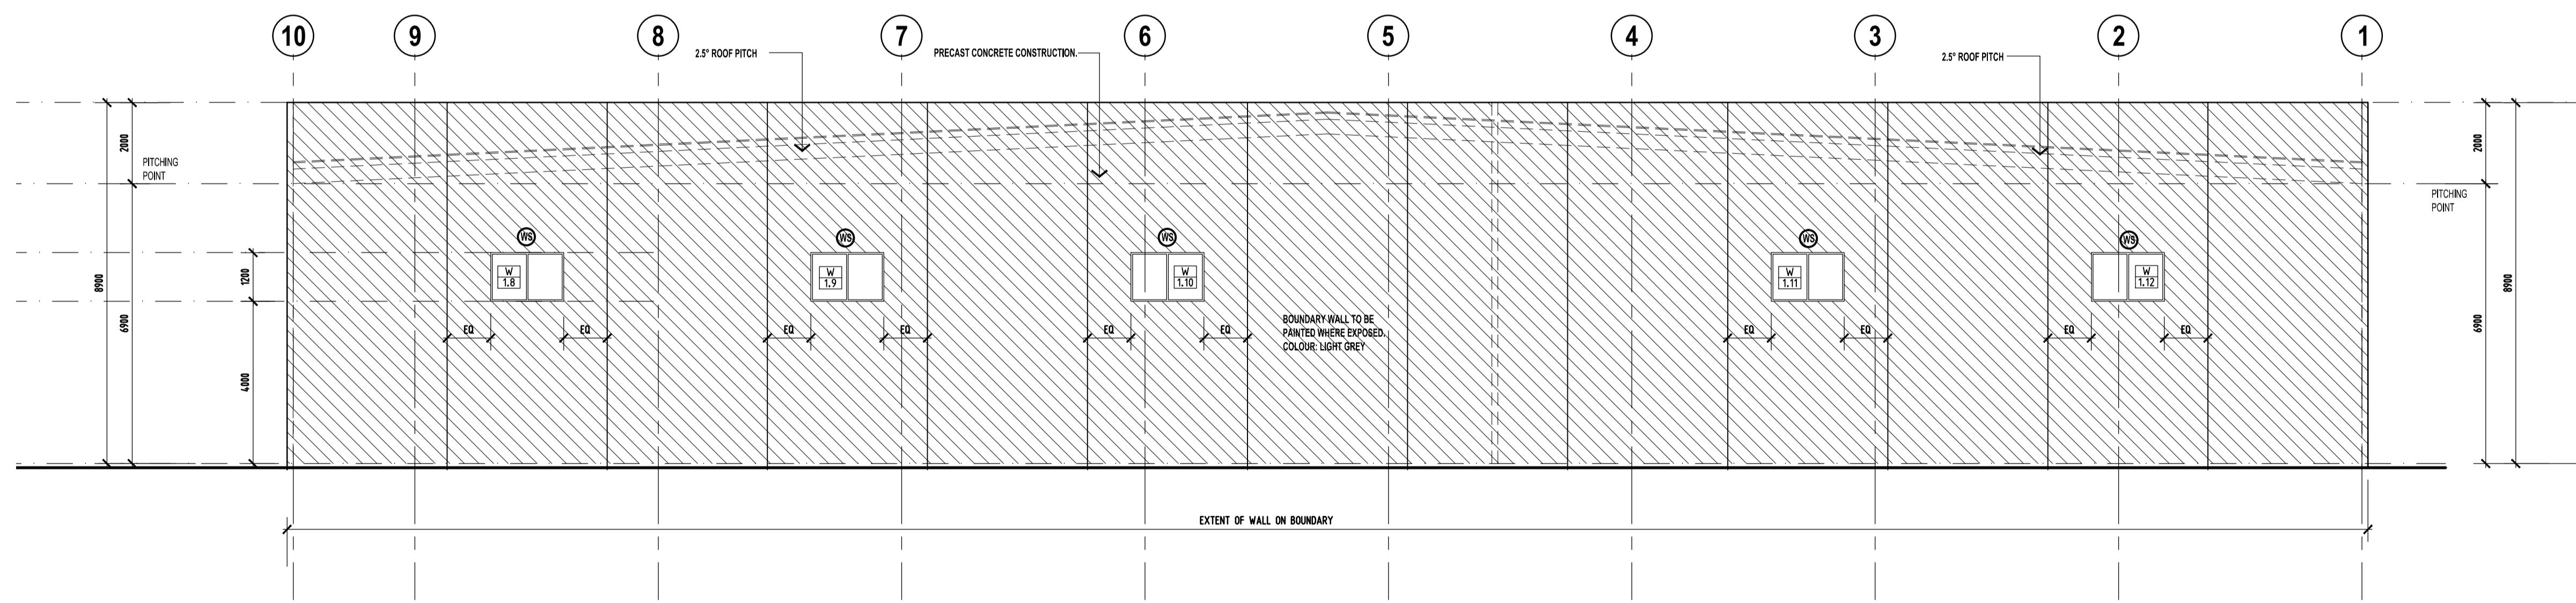 10 9 8 7 6 5 4 3 2 1
2.5° ROOF PITCH
PRECAST CONCRETE CONSTRUCTION.
2.5° ROOF PITCH
2000
PITCHING
POINT
8900
6900
1200
4000
WS
W
1.8
EQ EQ
WS
W
1.9
EQ EQ
WS
W
1.10
EQ EQ
BOUNDARY WALL TO BE
PAINTED WHERE EXPOSED.
COLOUR: LIGHT GREY
WS
W
1.11
EQ EQ
WS
W
1.12
EQ EQ
2000
PITCHING
POINT
6900
8900
EXTENT OF WALL ON BOUNDARY